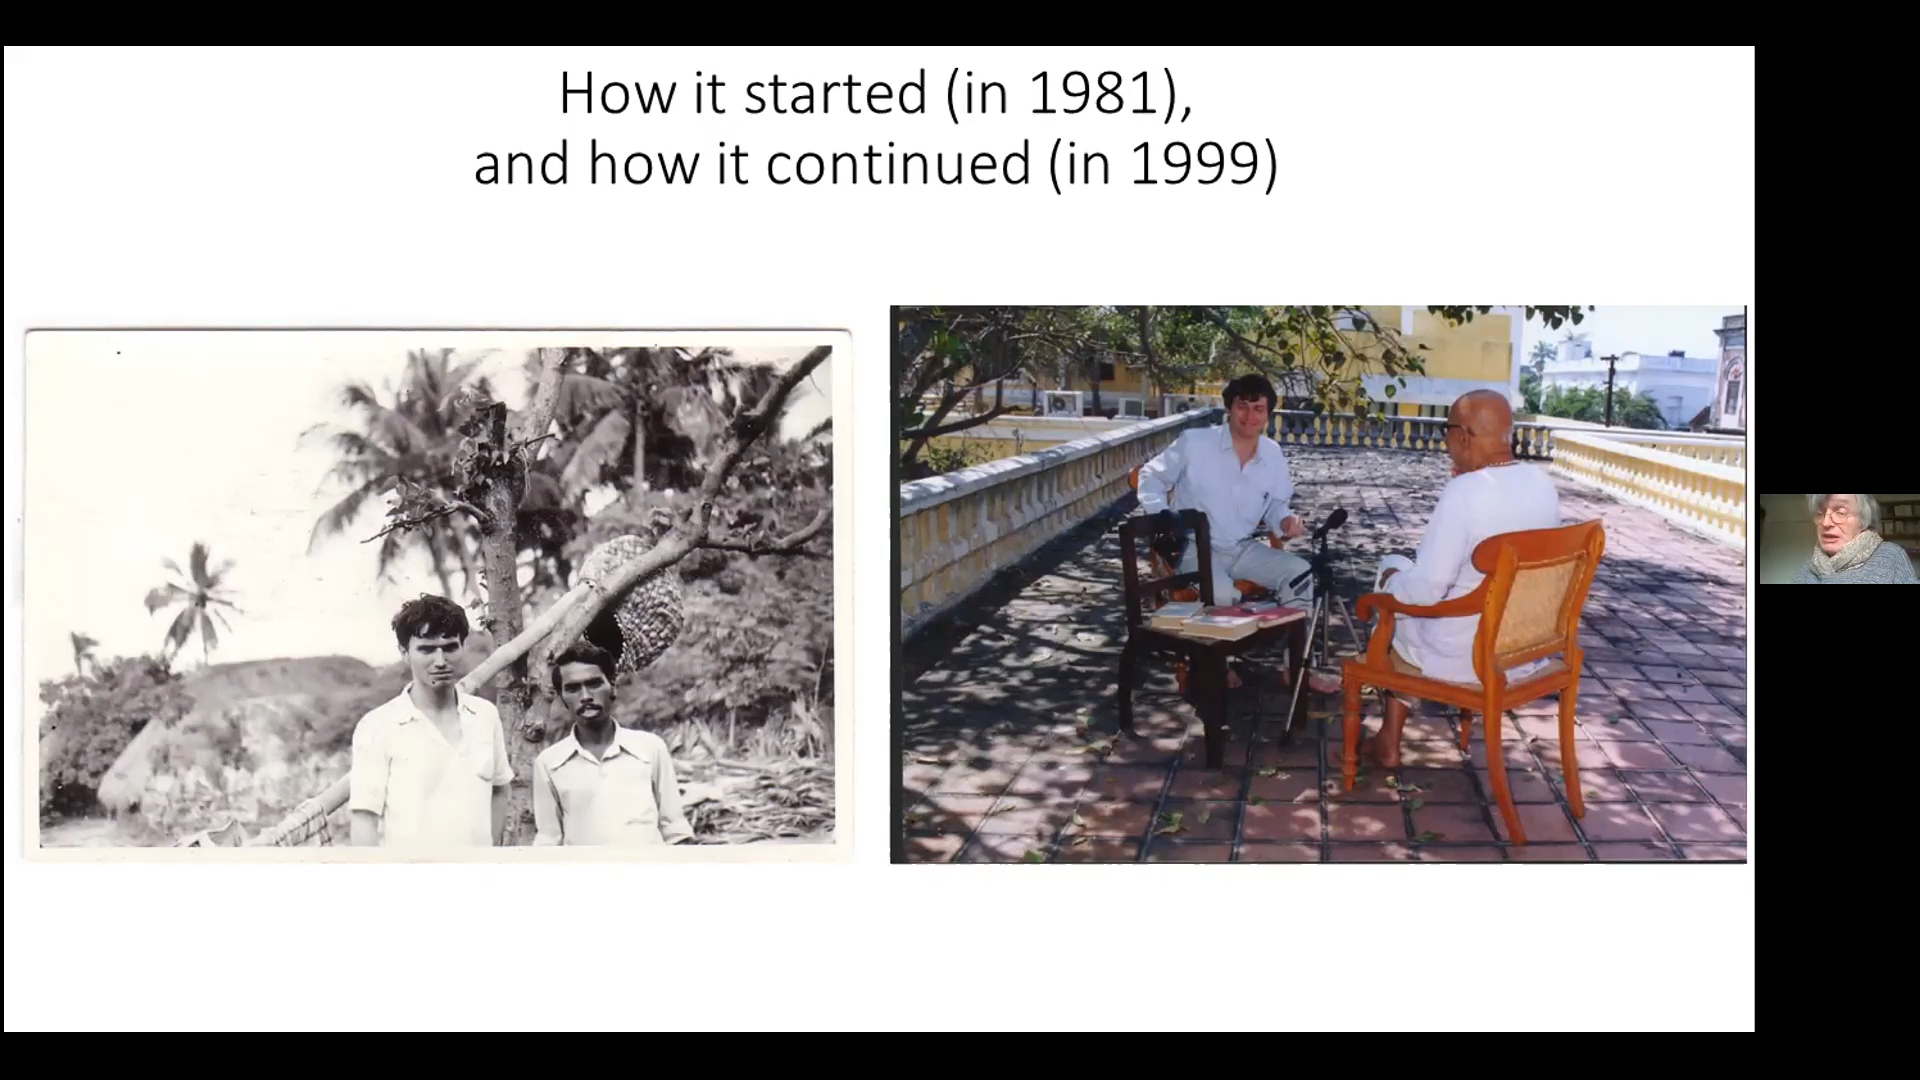 How it started (in 1981),
and how it continued (in 1999)